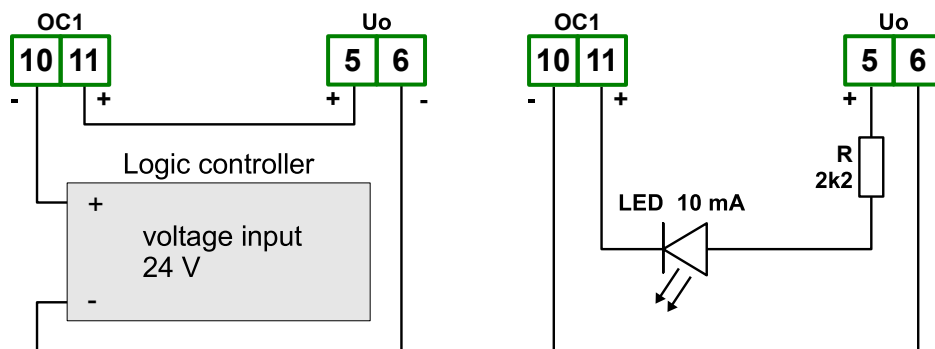 OC1
Uo
10 11
5 6
- +
+ -
Logic controller
+
voltage input
24 V
-
OC1
Uo
10 11
5 6
- +
+ -
R
2k2
LED 10 mA